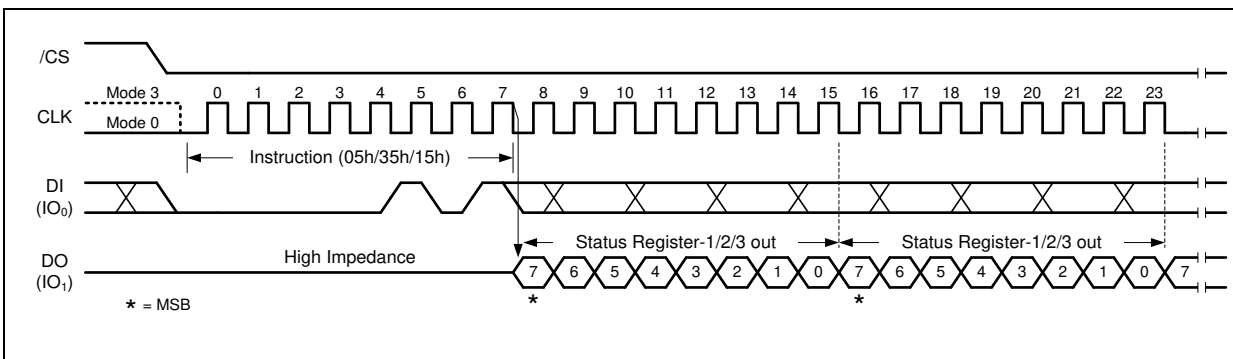 /CS
Mode 3
0 1 2 3 4 5 6 7 8 9 10 11 12 13 14 15 16 17 18 19 20 21 22 23
CLK
Mode 0
Instruction (05h/35h/15h)
DI
(IO0)
Status Register-1/2/3 out Status Register-1/2/3 out
High Impedance
DO
(IO1)
7 6 5 4 3 2 1 0 7 6 5 4 3 2 1 0 7
* *
* = MSB